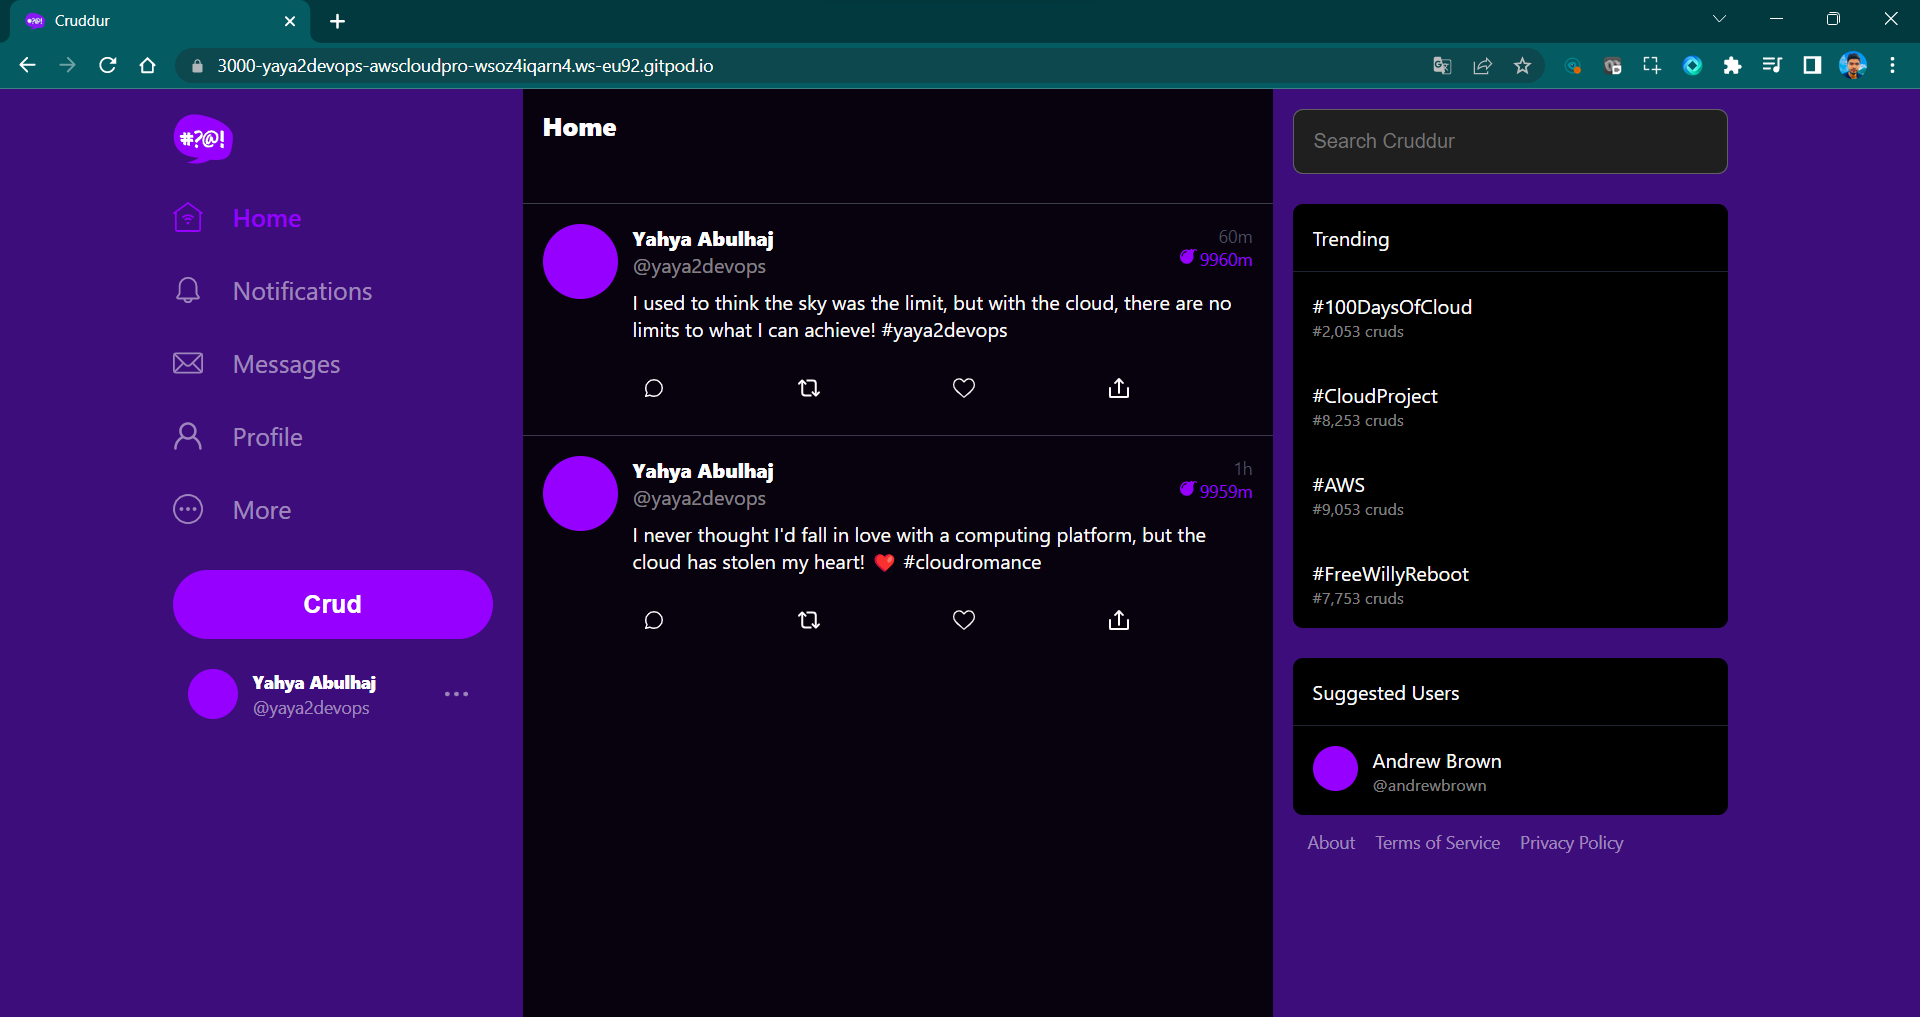 Cruddur
3000-yaya2devops-awscloudpro-wsoz4iqarn4.ws-eu92.gitpod.io
#?@!
Home
Notifications
Messages
Profile
More
Crud
Yahya Abulhaj
@yaya2devops
Home
Yahya Abulhaj
60m
@yaya2devops
9960m
I used to think the sky was the limit, but with the cloud, there are no
limits to what I can achieve! #yaya2devops
Yahya Abulhaj
1h
@yaya2devops
9959m
I never thought I'd fall in love with a computing platform, but the
cloud has stolen my heart! ❤️ #cloudromance
Search Cruddur
Trending
#100DaysOfCloud
#2,053 cruds
#CloudProject
#8,253 cruds
#AWS
#9,053 cruds
#FreeWillyReboot
#7,753 cruds
Suggested Users
Andrew Brown
@andrewbrown
About Terms of Service Privacy Policy